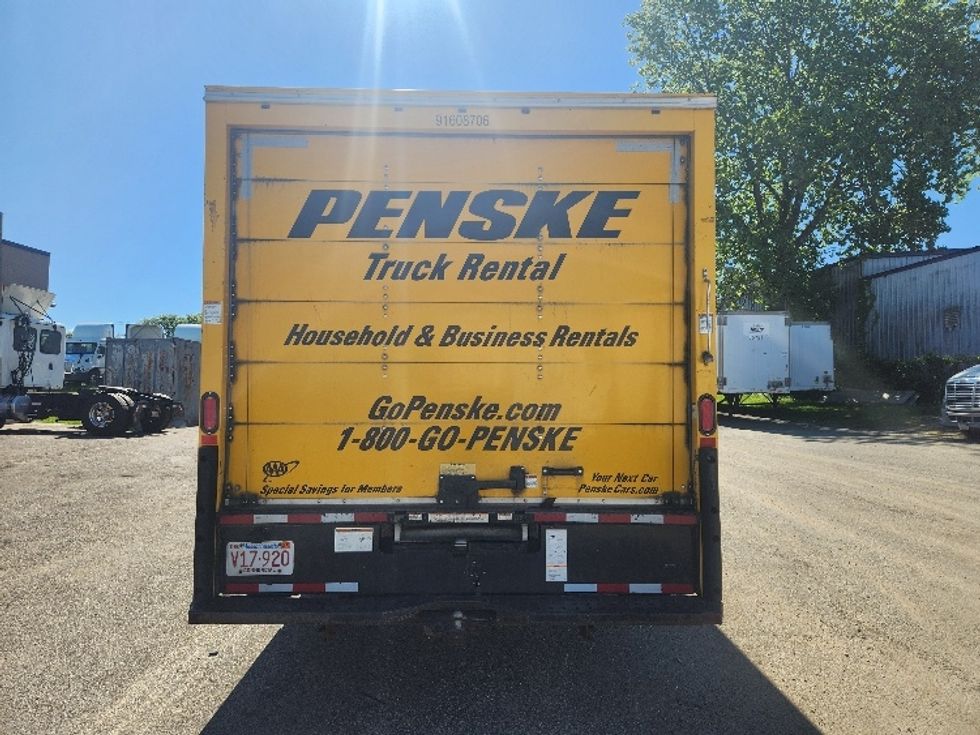 91608706
PENSKE
Truck Rental
Household & Business Rentals
GoPenske.com
1-800-GO-PENSKE
AAA
Special Savings for Members
Your Next Car
PenskeCars.com
V17·920